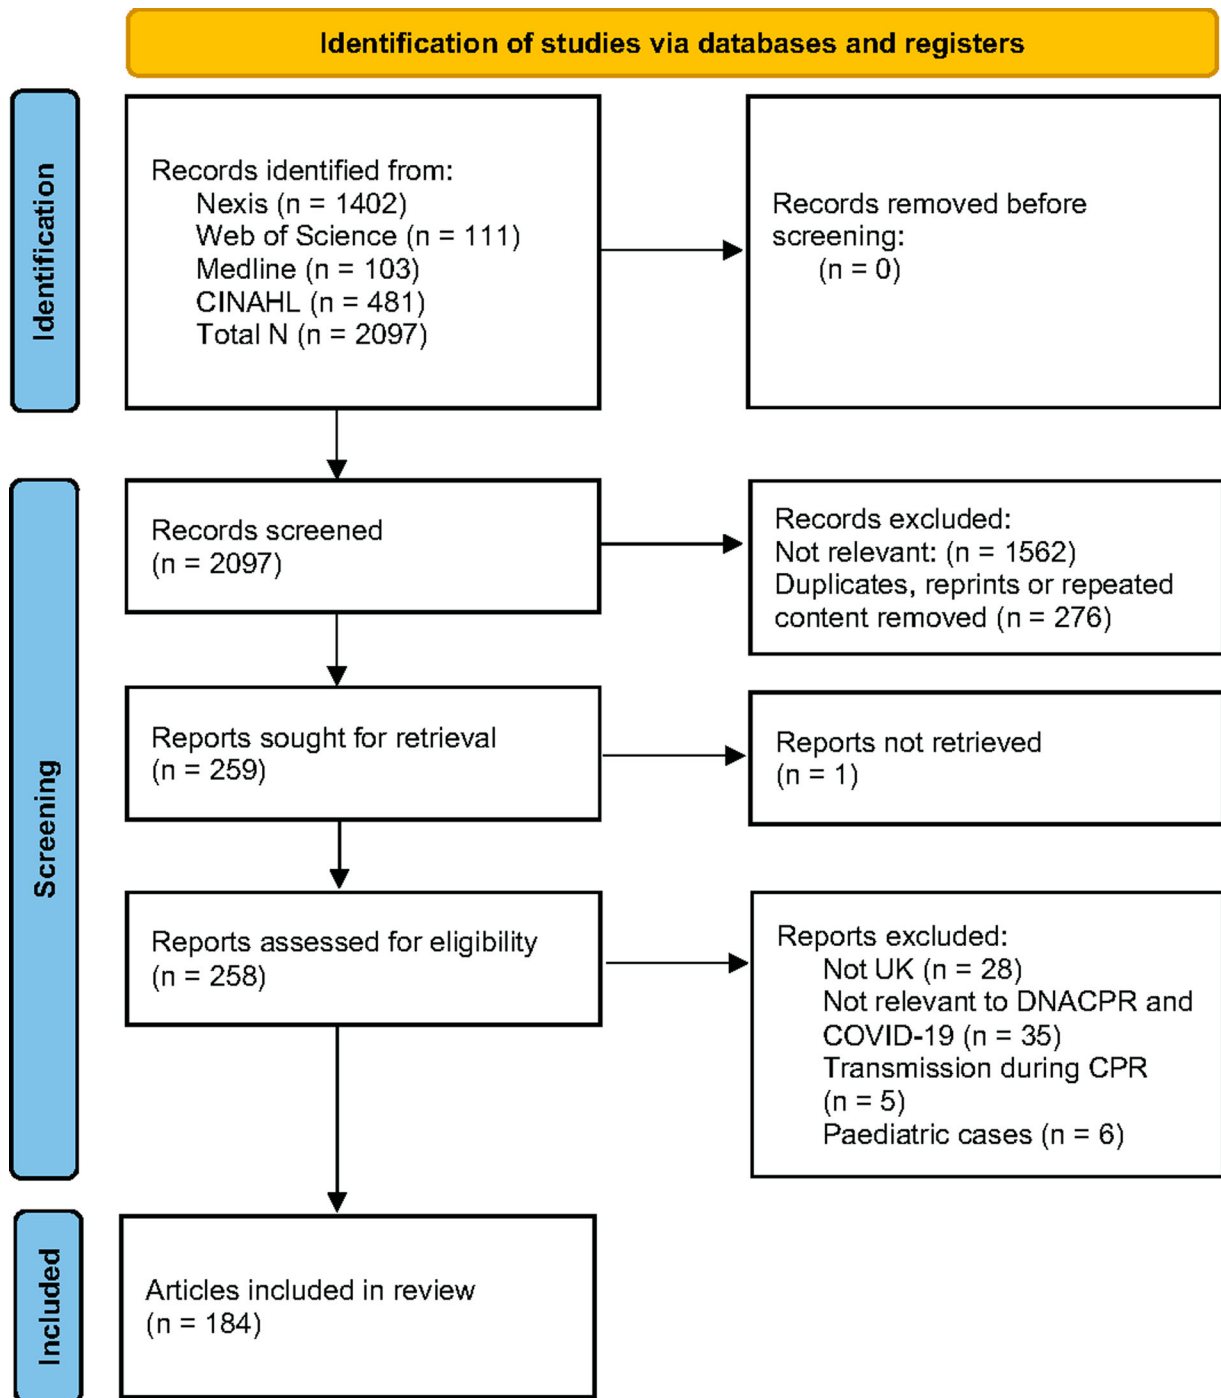 Identification of studies via databases and registers
Identification
Records identified from:
Nexis (n = 1402)
Web of Science (n = 111)
Medline (n = 103)
CINAHL (n = 481)
Total N (n = 2097)
Records removed before
screening:
(n = 0)
Screening
Records screened
(n = 2097)
Records excluded:
Not relevant: (n = 1562)
Duplicates, reprints or repeated
content removed (n = 276)
Reports sought for retrieval
(n = 259)
Reports not retrieved
(n = 1)
Reports assessed for eligibility
(n = 258)
Reports excluded:
Not UK (n = 28)
Not relevant to DNACPR and
COVID-19 (n = 35)
Transmission during CPR
(n = 5)
Paediatric cases (n = 6)
Included
Articles included in review
(n = 184)